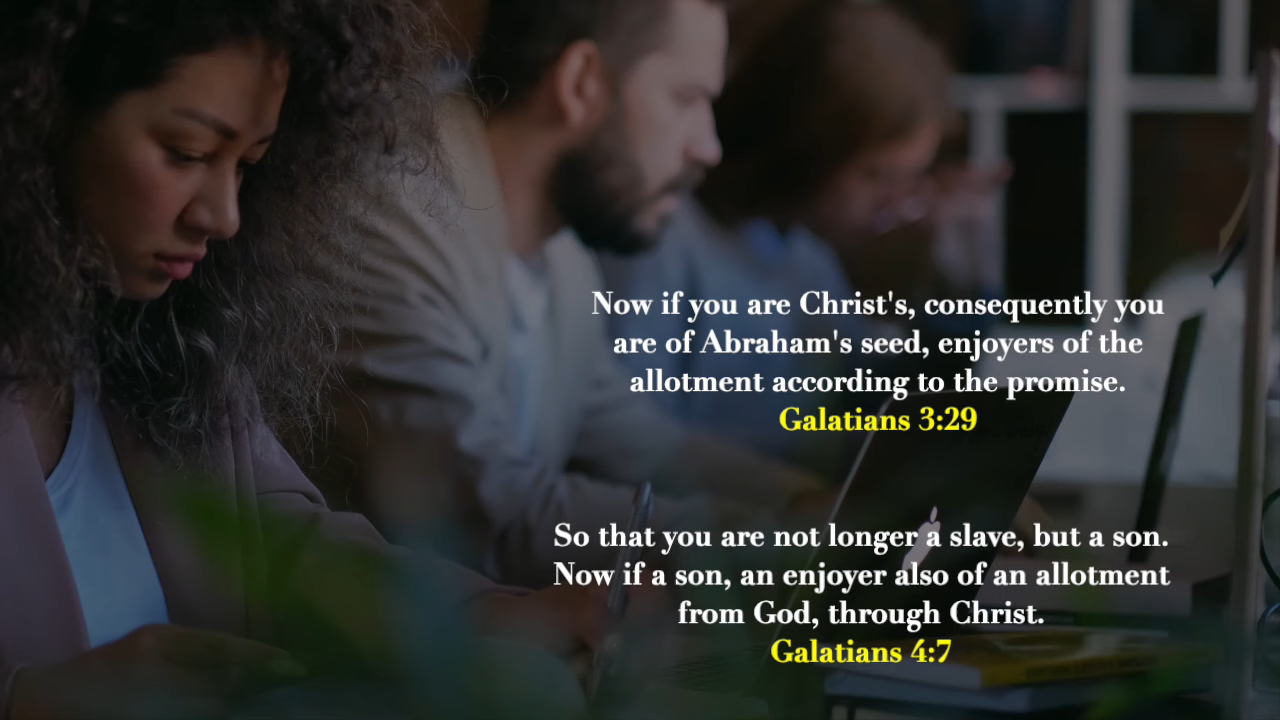 Now if you are Christ's, consequently you
are of Abraham's seed, enjoyers of the
allotment according to the promise.
Galatians 3:29
So that you are not longer a slave, but a son.
Now if a son, an enjoyer also of an allotment
from God, through Christ.
Galatians 4:7